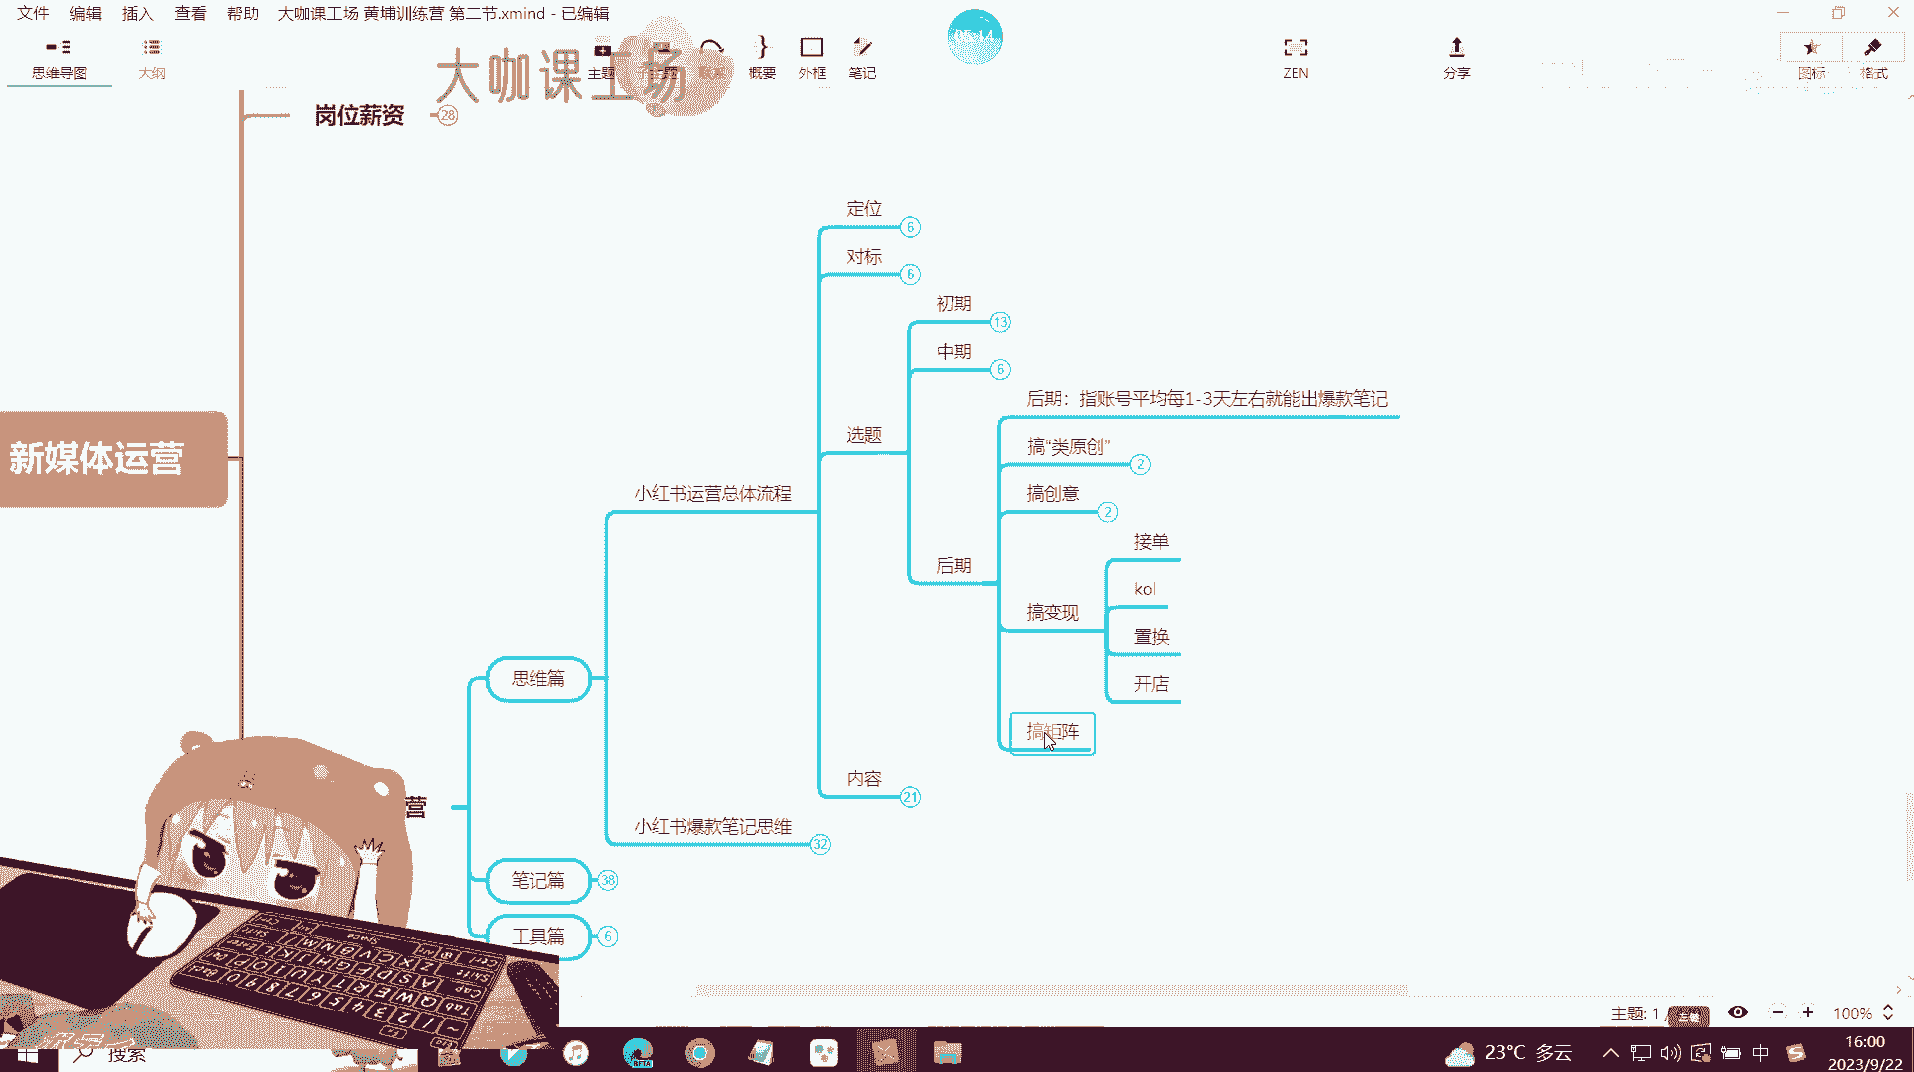 文件 编辑 插入 查看 帮助 大咖课工场 黄埔训练营 第二节.xmind - 已编辑
思维导图
大纲
主题
概要
外框
笔记
ZEN
分享
图标
格式
大咖课工场
岗位薪资 28
定位 6
对标 6
初期 13
中期 6
后期：指账号平均每1-3天左右就能出爆款笔记
选题
搞“类原创” 2
新媒体运营
小红书运营总体流程
搞创意 2
接单
后期
kol
搞变现
置换
思维篇
开店
搞矩阵
内容 21
营
小红书爆款笔记思维 32
笔记篇 38
工具篇 6
主题: 1
100%
搜索
23°C 多云
中
16:00
2023/9/22